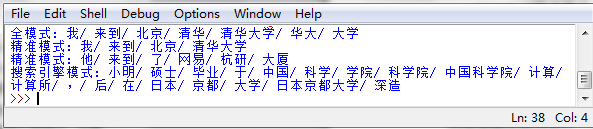 File Edit Shell Debug Options Window Help
全模式：我/ 来到/ 北京/ 清华/ 清华大学/ 华大/ 大学
精准模式：我/ 来到/ 北京/ 清华大学
精准模式：他/ 来到/ 了/ 网易/ 杭研/ 大厦
搜索引擎模式：小明/ 硕士/ 毕业/ 于/ 中国/ 科学/ 学院/ 科学院/ 中国科学院/ 计算/
计算所/ ，/ 后/ 在/ 日本/ 京都/ 大学/ 日本京都大学/ 深造
>>>
Ln: 38 Col: 4